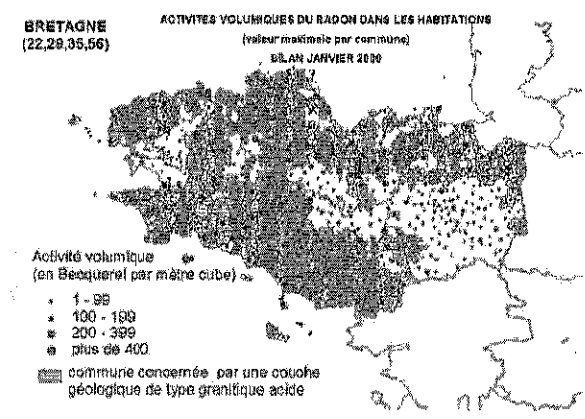 BRETAGNE
(22,29,35,56)
ACTIVITES VOLUMIQUES DU RADON DANS LES HABITATIONS
(valeur maximale par commune)
BILAN JANVIER 2000
Activité volumique
(en Becquerel par mètre cube)
1 - 99
100 - 199
200 - 399
plus de 400
commune concernée par une couche
géologique de type granitique acide